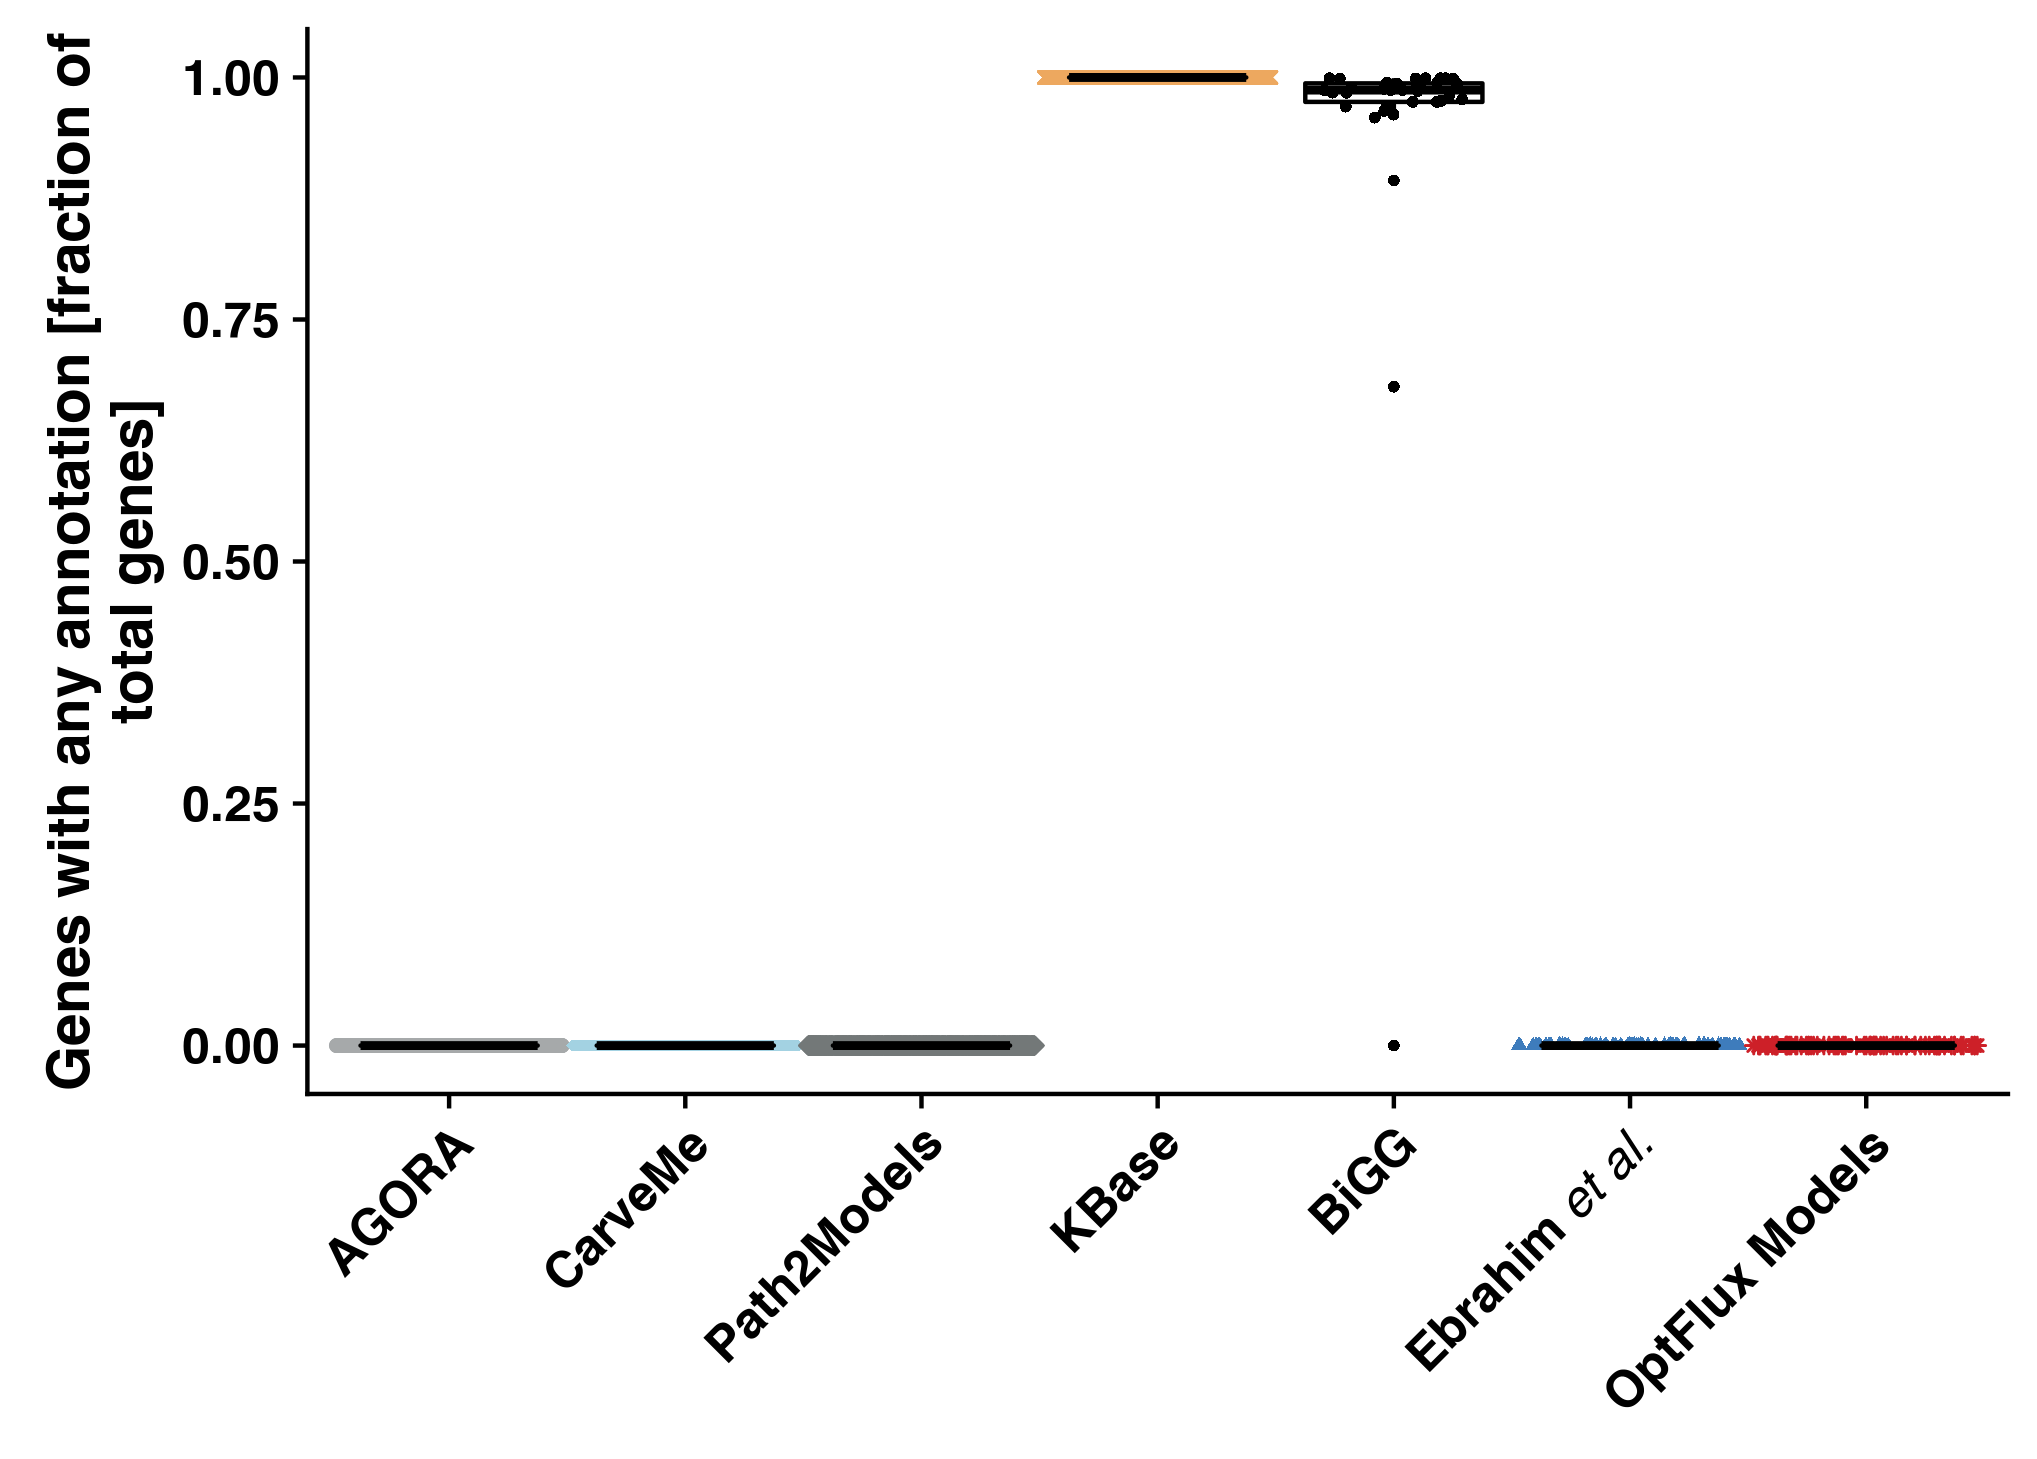 Genes with any annotation [fraction of
total genes]
1.00
0.75
0.50
0.25
0.00
AGORA
CarveMe
Path2Models
KBase
BiGG
Ebrahim et al.
OptFlux Models